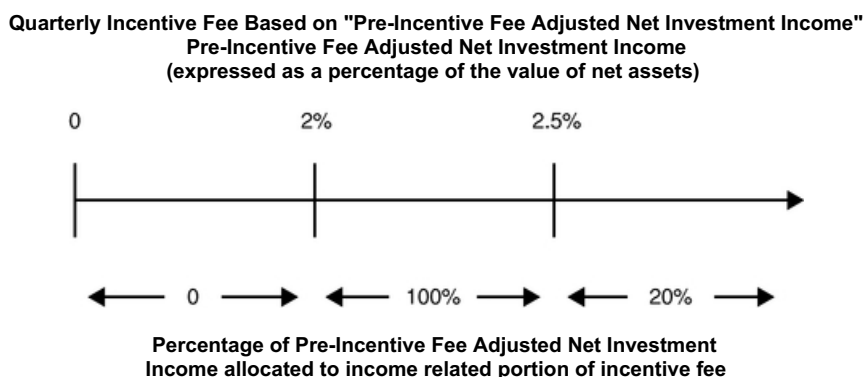 Quarterly Incentive Fee Based on "Pre-Incentive Fee Adjusted Net Investment Income"
Pre-Incentive Fee Adjusted Net Investment Income
(expressed as a percentage of the value of net assets)
0 2% 2.5%
0 100% 20%
Percentage of Pre-Incentive Fee Adjusted Net Investment
Income allocated to income related portion of incentive fee